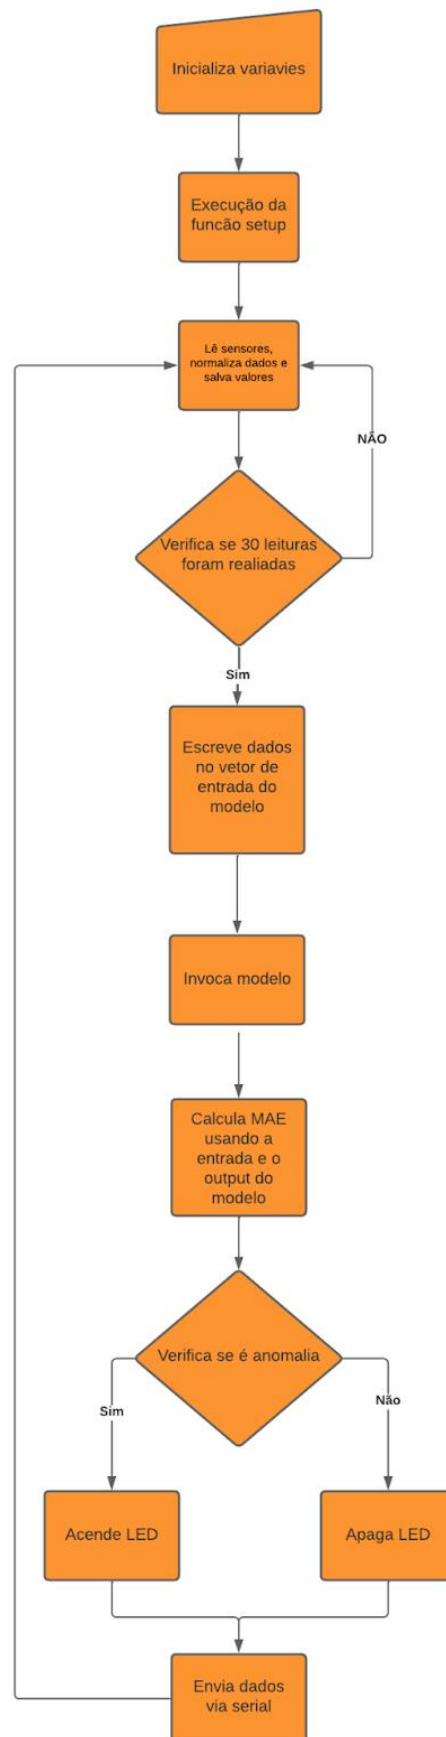 Inicializa variavies
Execução da
funcão setup
Lê sensores,
normaliza dados e
salva valores
NÃO
Verifica se 30 leituras
foram realiadas
Sim
Escreve dados
no vetor de
entrada do
modelo
Invoca modelo
Calcula MAE
usando a
entrada e o
output do
modelo
Verifica se é anomalia
Sim
Não
Acende LED
Apaga LED
Envia dados
via serial